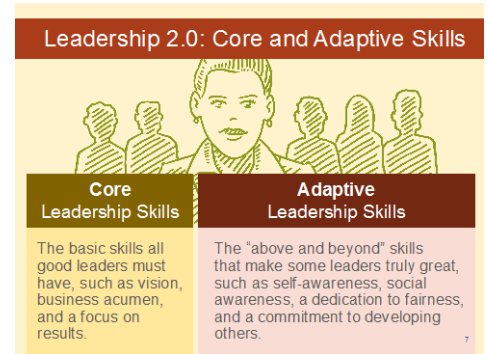 Leadership 2.0: Core and Adaptive Skills
Core
Leadership Skills
Adaptive
Leadership Skills
The basic skills all
good leaders must
have, such as vision,
business acumen,
and a focus on
results.
The “above and beyond” skills
that make some leaders truly great,
such as self-awareness, social
awareness, a dedication to fairness,
and a commitment to developing
others.
7